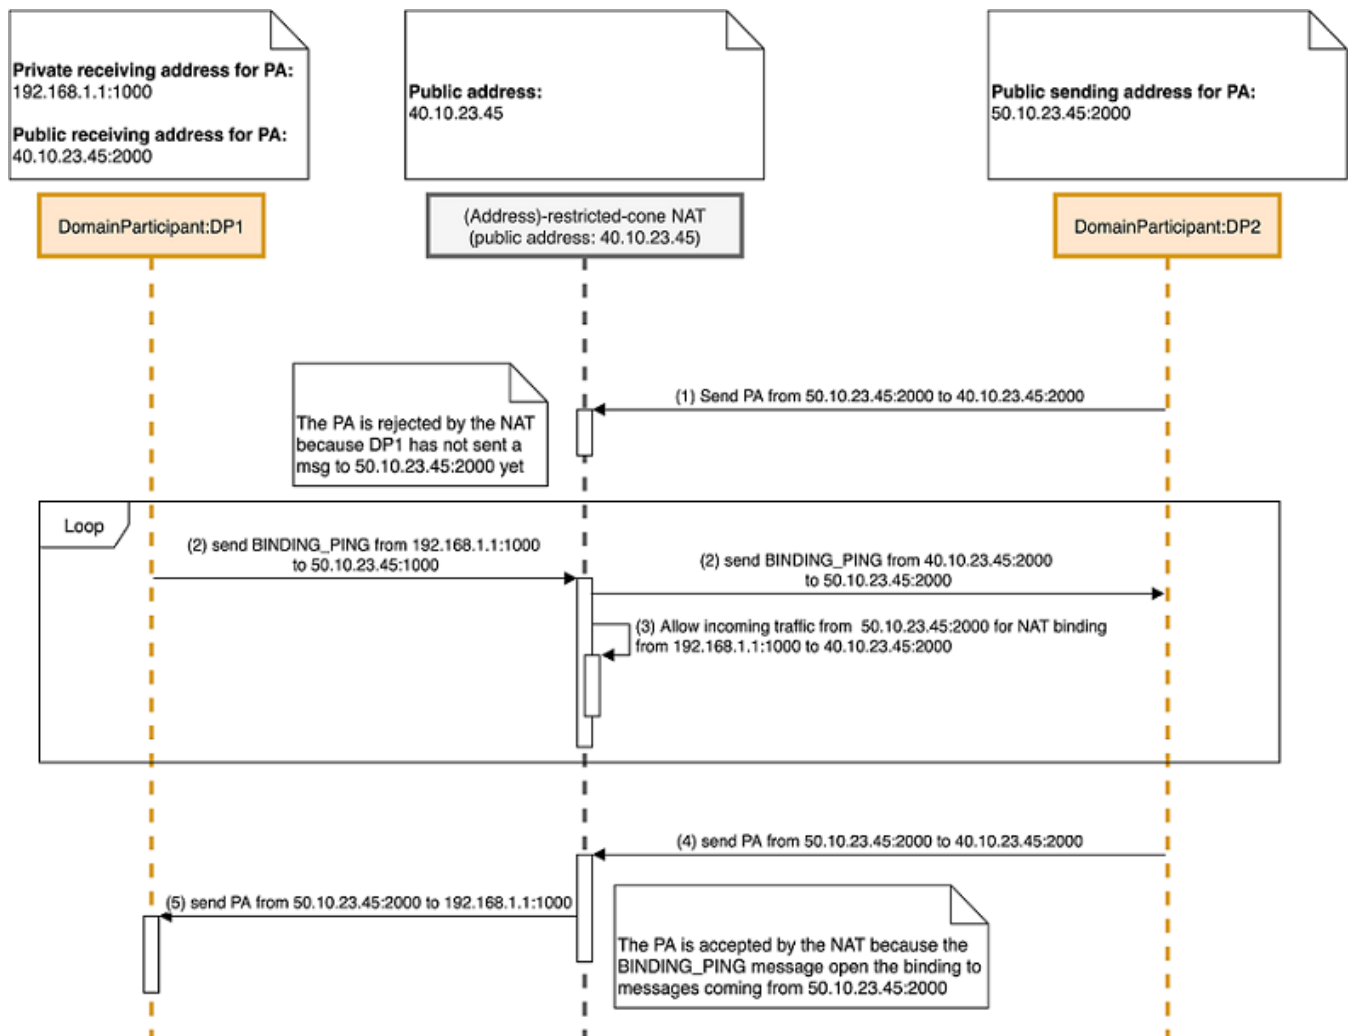 Private receiving address for PA:
192.168.1.1:1000
Public receiving address for PA:
40.10.23.45:2000
Public address:
40.10.23.45
Public sending address for PA:
50.10.23.45:2000
DomainParticipant:DP1
(Address)-restricted-cone NAT
(public address: 40.10.23.45)
DomainParticipant:DP2
(1) Send PA from 50.10.23.45:2000 to 40.10.23.45:2000
The PA is rejected by the NAT
because DP1 has not sent a
msg to 50.10.23.45:2000 yet
Loop
(2) send BINDING_PING from 192.168.1.1:1000
to 50.10.23.45:1000
(2) send BINDING_PING from 40.10.23.45:2000
to 50.10.23.45:2000
(3) Allow incoming traffic from 50.10.23.45:2000 for NAT binding
from 192.168.1.1:1000 to 40.10.23.45:2000
(4) send PA from 50.10.23.45:2000 to 40.10.23.45:2000
(5) send PA from 50.10.23.45:2000 to 192.168.1.1:1000
The PA is accepted by the NAT because the
BINDING_PING message open the binding to
messages coming from 50.10.23.45:2000